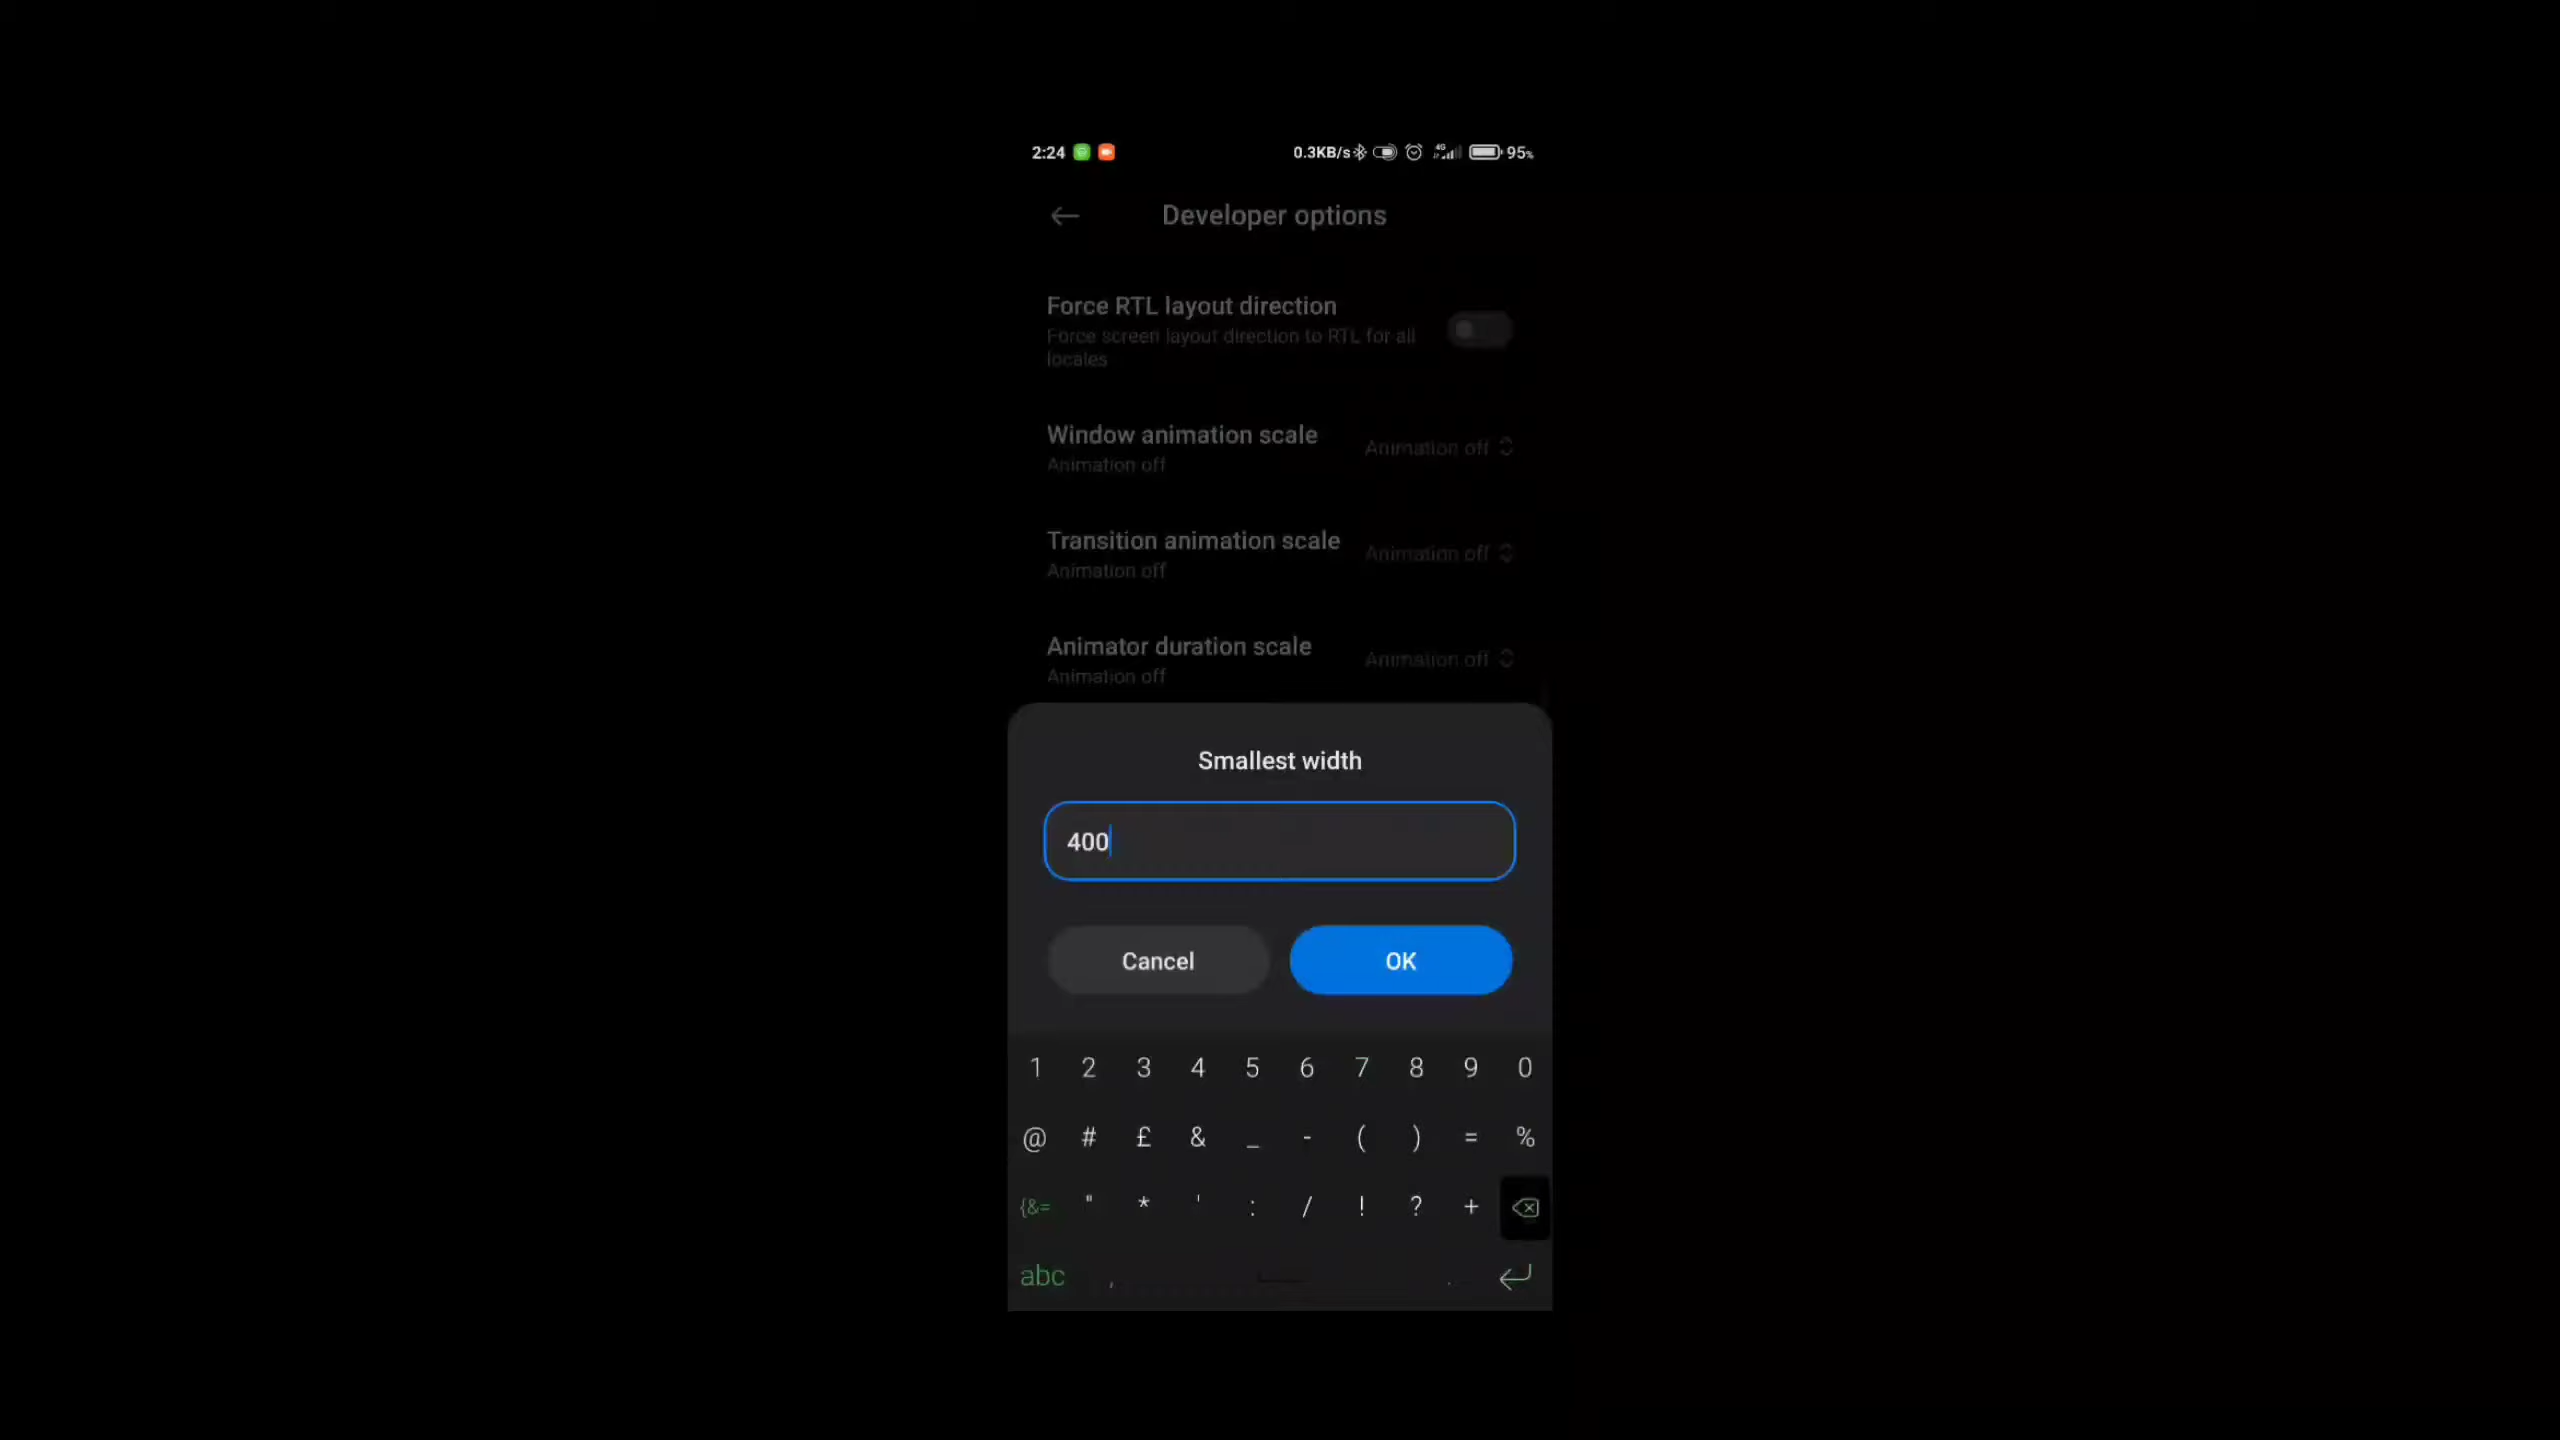 2:24 0.3KB/s 4G 95%
Developer options
Force RTL layout direction
Force screen layout direction to RTL for all
locales
Window animation scale
Animation off
Animation off
Transition animation scale
Animation off
Animation off
Animator duration scale
Animation off
Animation off
Smallest width
400
Cancel OK
1 2 3 4 5 6 7 8 9 0
@ # £ & _ - ( ) = %
{&= " * ' : / ! ? +
abc , .